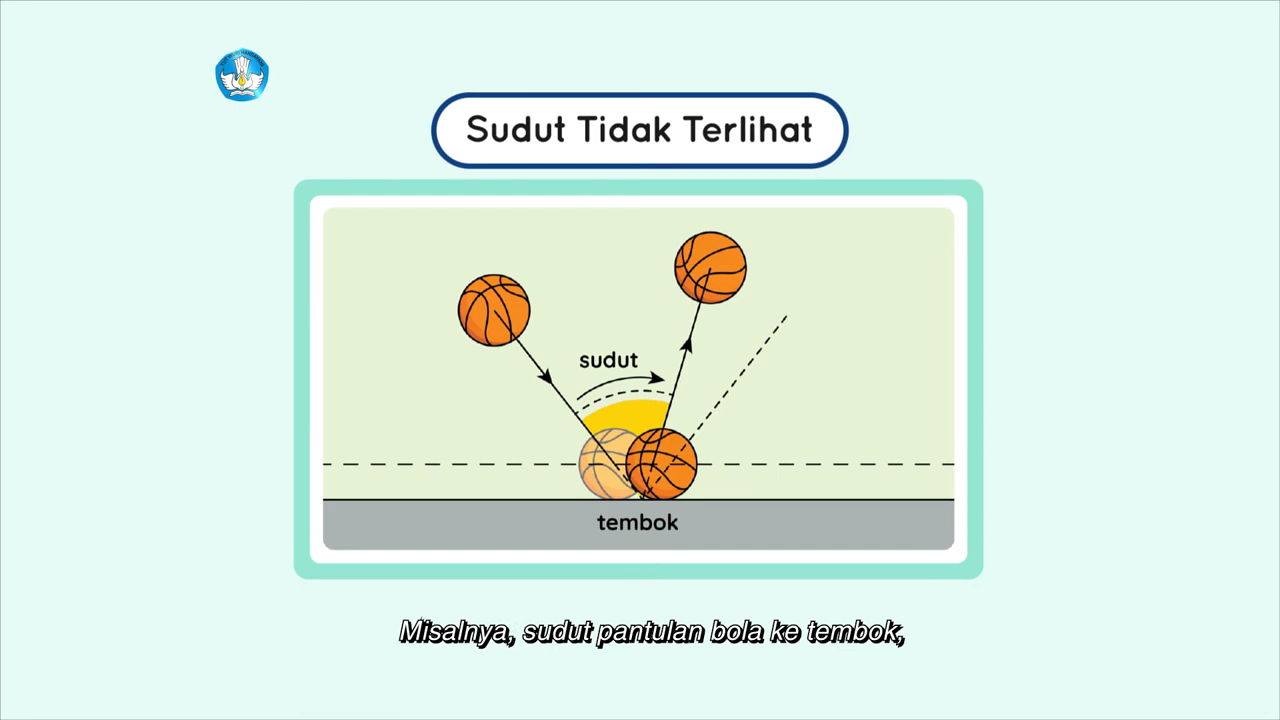 Sudut Tidak Terlihat
sudut
tembok
Misalnya, sudut pantulan bola ke tembok,